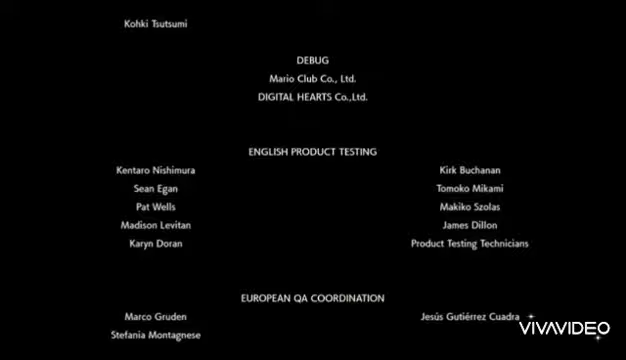 Kohki Tsutsumi
DEBUG
Mario Club Co., Ltd.
DIGITAL HEARTS Co.,Ltd.
ENGLISH PRODUCT TESTING
Kentaro Nishimura Kirk Buchanan
Sean Egan Tomoko Mikami
Pat Wells Makiko Szolas
Madison Levitan James Dillon
Karyn Doran Product Testing Technicians
EUROPEAN QA COORDINATION
Marco Gruden Jesús Gutiérrez Cuadra
Stefania Montagnese
VIVAVIDEO